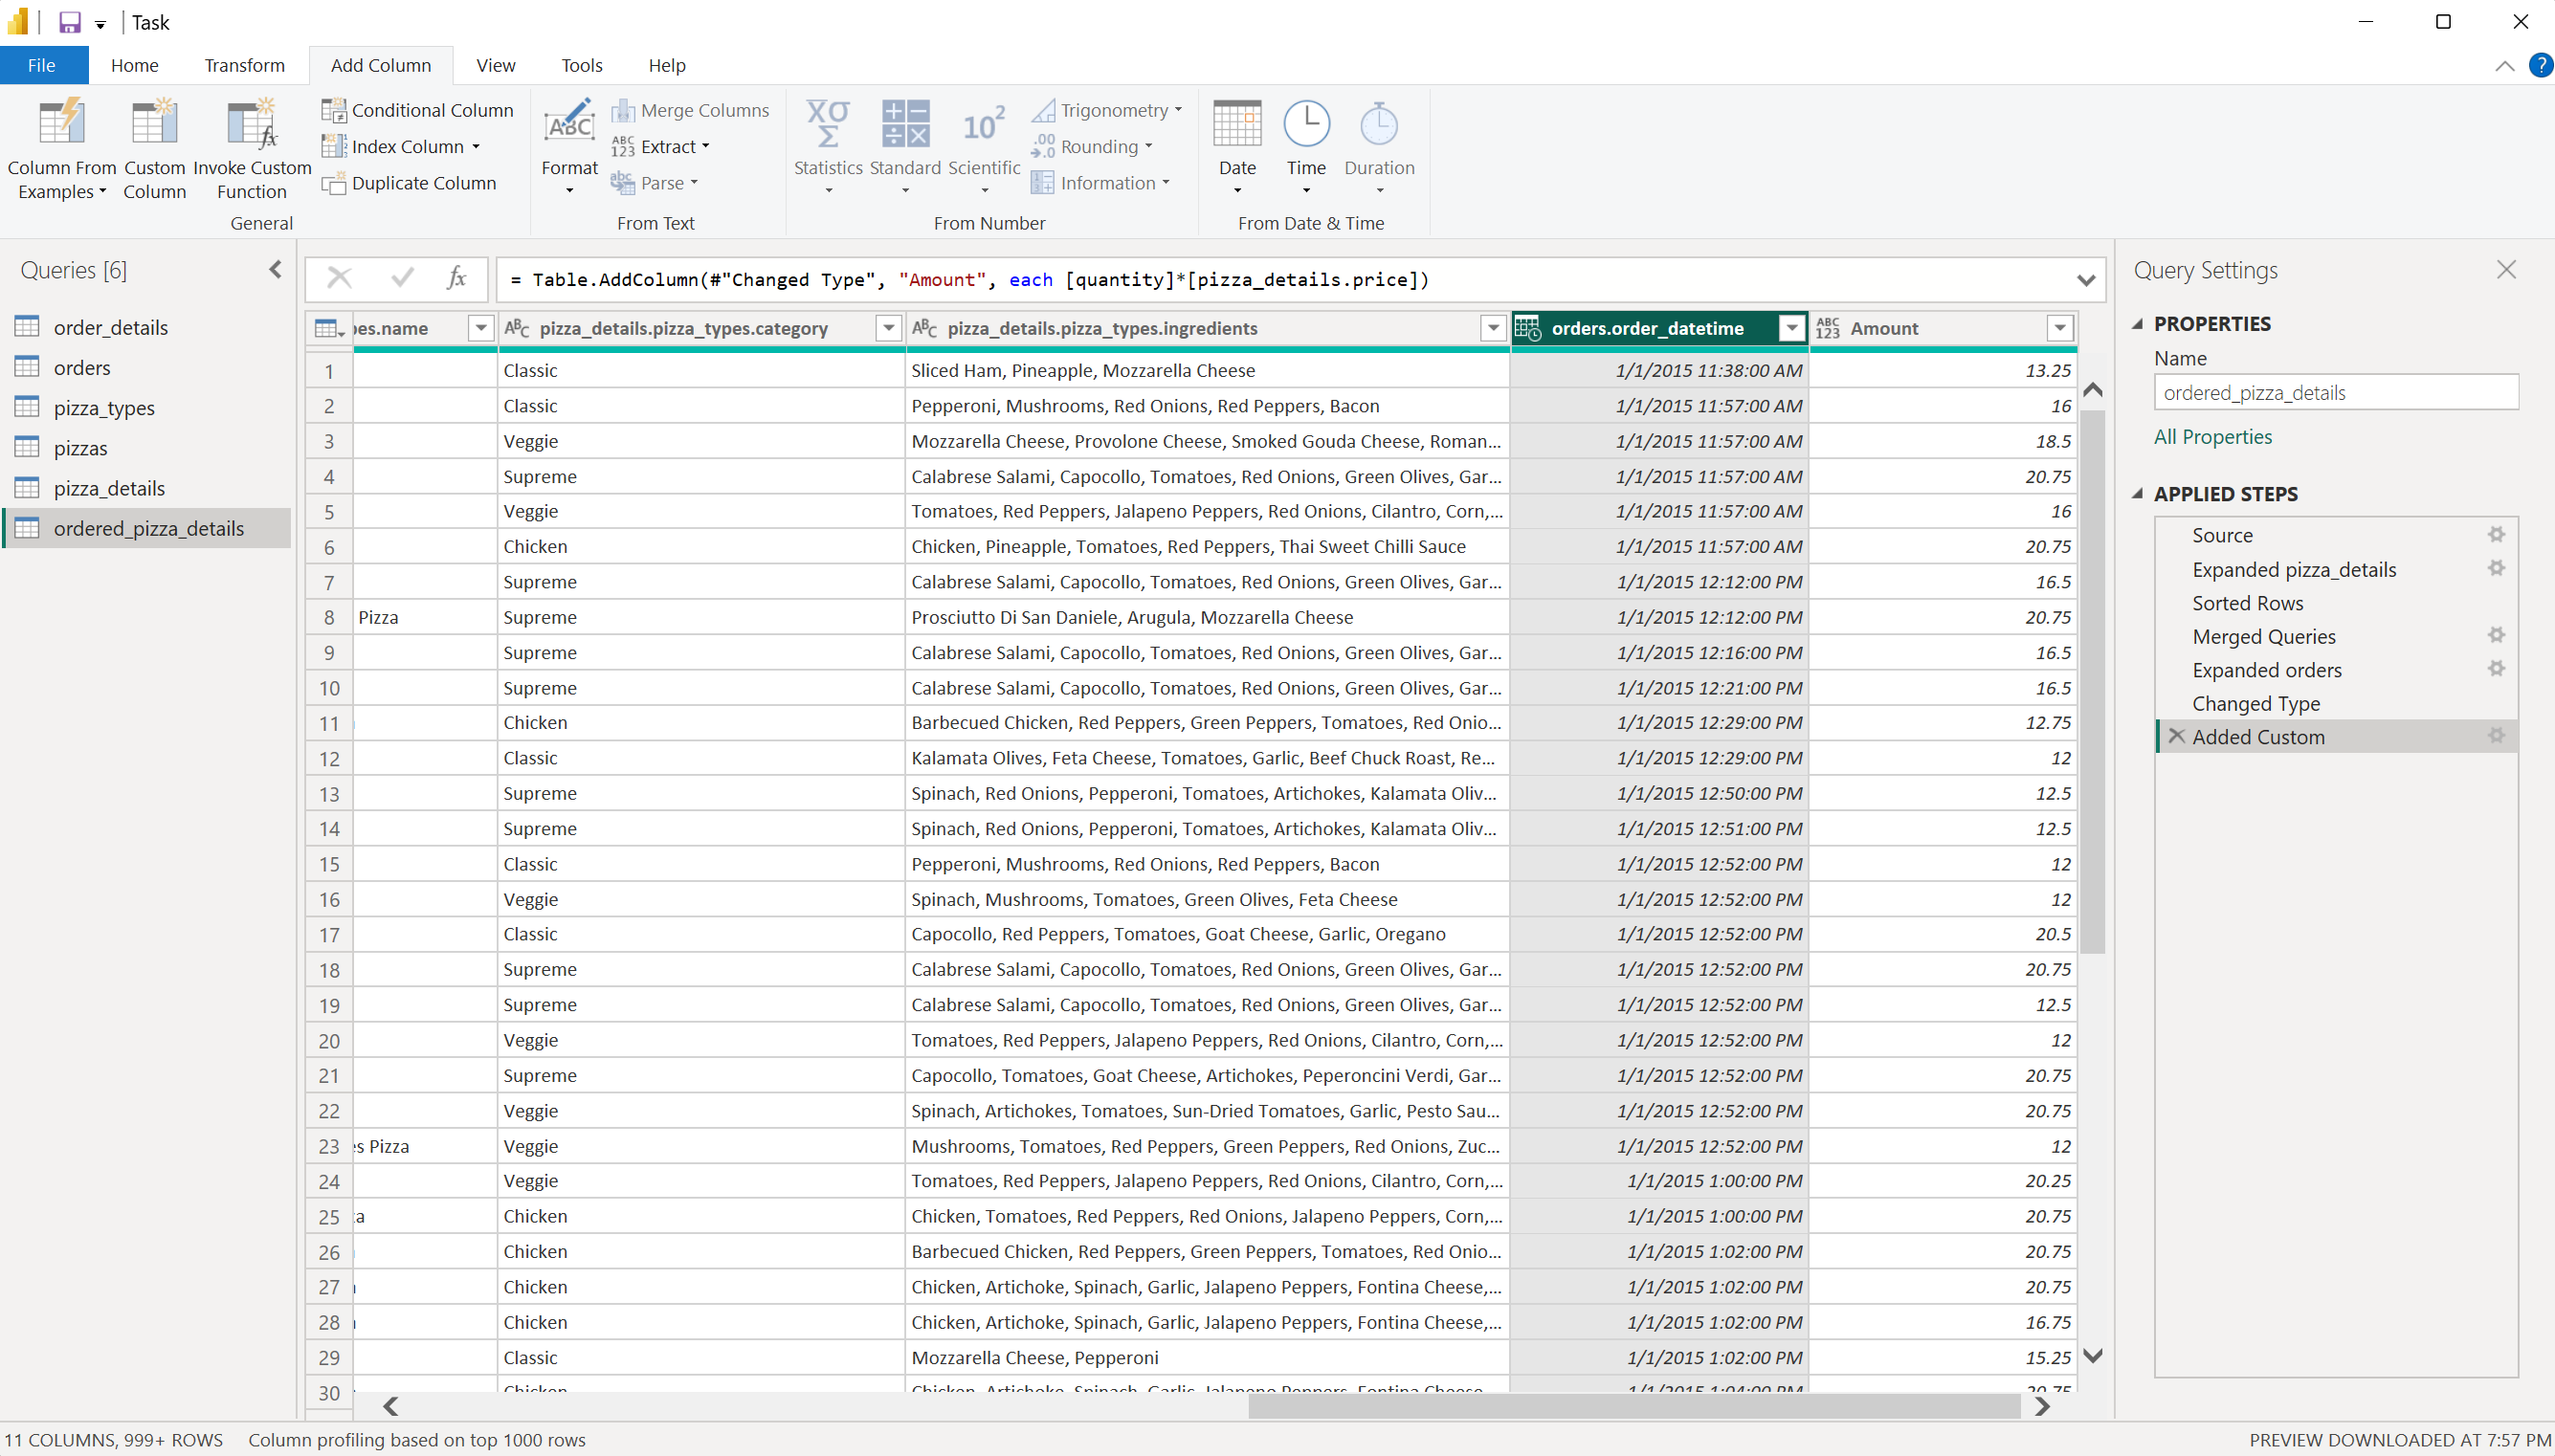 Task
File Home Transform Add Column View Tools Help
Column From Examples
Custom Column
Invoke Custom Function
Conditional Column
Index Column
Duplicate Column
General
Format
Merge Columns
Extract
Parse
From Text
Statistics
Standard
Scientific
Trigonometry
Rounding
Information
From Number
Date
Time
Duration
From Date & Time
Queries [6]
order_details
orders
pizza_types
pizzas
pizza_details
ordered_pizza_details
= Table.AddColumn(#"Changed Type", "Amount", each [quantity]*[pizza_details.price])
pes.name pizza_details.pizza_types.category pizza_details.pizza_types.ingredients orders.order_datetime Amount
1 Classic Sliced Ham, Pineapple, Mozzarella Cheese 1/1/2015 11:38:00 AM 13.25
2 Classic Pepperoni, Mushrooms, Red Onions, Red Peppers, Bacon 1/1/2015 11:57:00 AM 16
3 Veggie Mozzarella Cheese, Provolone Cheese, Smoked Gouda Cheese, Roman... 1/1/2015 11:57:00 AM 18.5
4 Supreme Calabrese Salami, Capocollo, Tomatoes, Red Onions, Green Olives, Gar... 1/1/2015 11:57:00 AM 20.75
5 Veggie Tomatoes, Red Peppers, Jalapeno Peppers, Red Onions, Cilantro, Corn,... 1/1/2015 11:57:00 AM 16
6 Chicken Chicken, Pineapple, Tomatoes, Red Peppers, Thai Sweet Chilli Sauce 1/1/2015 11:57:00 AM 20.75
7 Supreme Calabrese Salami, Capocollo, Tomatoes, Red Onions, Green Olives, Gar... 1/1/2015 12:12:00 PM 16.5
8 Pizza Supreme Prosciutto Di San Daniele, Arugula, Mozzarella Cheese 1/1/2015 12:12:00 PM 20.75
9 Supreme Calabrese Salami, Capocollo, Tomatoes, Red Onions, Green Olives, Gar... 1/1/2015 12:16:00 PM 16.5
10 Supreme Calabrese Salami, Capocollo, Tomatoes, Red Onions, Green Olives, Gar... 1/1/2015 12:21:00 PM 16.5
11 Chicken Barbecued Chicken, Red Peppers, Green Peppers, Tomatoes, Red Onio... 1/1/2015 12:29:00 PM 12.75
12 Classic Kalamata Olives, Feta Cheese, Tomatoes, Garlic, Beef Chuck Roast, Re... 1/1/2015 12:29:00 PM 12
13 Supreme Spinach, Red Onions, Pepperoni, Tomatoes, Artichokes, Kalamata Oliv... 1/1/2015 12:50:00 PM 12.5
14 Supreme Spinach, Red Onions, Pepperoni, Tomatoes, Artichokes, Kalamata Oliv... 1/1/2015 12:51:00 PM 12.5
15 Classic Pepperoni, Mushrooms, Red Onions, Red Peppers, Bacon 1/1/2015 12:52:00 PM 12
16 Veggie Spinach, Mushrooms, Tomatoes, Green Olives, Feta Cheese 1/1/2015 12:52:00 PM 12
17 Classic Capocollo, Red Peppers, Tomatoes, Goat Cheese, Garlic, Oregano 1/1/2015 12:52:00 PM 20.5
18 Supreme Calabrese Salami, Capocollo, Tomatoes, Red Onions, Green Olives, Gar... 1/1/2015 12:52:00 PM 20.75
19 Supreme Calabrese Salami, Capocollo, Tomatoes, Red Onions, Green Olives, Gar... 1/1/2015 12:52:00 PM 12.5
20 Veggie Tomatoes, Red Peppers, Jalapeno Peppers, Red Onions, Cilantro, Corn,... 1/1/2015 12:52:00 PM 12
21 Supreme Capocollo, Tomatoes, Goat Cheese, Artichokes, Peperoncini Verdi, Gar... 1/1/2015 12:52:00 PM 20.75
22 Veggie Spinach, Artichokes, Tomatoes, Sun-Dried Tomatoes, Garlic, Pesto Sau... 1/1/2015 12:52:00 PM 20.75
23 es Pizza Veggie Mushrooms, Tomatoes, Red Peppers, Green Peppers, Red Onions, Zuc... 1/1/2015 12:52:00 PM 12
24 Veggie Tomatoes, Red Peppers, Jalapeno Peppers, Red Onions, Cilantro, Corn,... 1/1/2015 1:00:00 PM 20.25
25 za Chicken Chicken, Tomatoes, Red Peppers, Red Onions, Jalapeno Peppers, Corn,... 1/1/2015 1:00:00 PM 20.75
26 Chicken Barbecued Chicken, Red Peppers, Green Peppers, Tomatoes, Red Onio... 1/1/2015 1:02:00 PM 20.75
27 Chicken Chicken, Artichoke, Spinach, Garlic, Jalapeno Peppers, Fontina Cheese,... 1/1/2015 1:02:00 PM 20.75
28 Chicken Chicken, Artichoke, Spinach, Garlic, Jalapeno Peppers, Fontina Cheese,... 1/1/2015 1:02:00 PM 16.75
29 Classic Mozzarella Cheese, Pepperoni 1/1/2015 1:02:00 PM 15.25
30 Chicken Chicken, Artichoke, Spinach, Garlic, Jalapeno Peppers, Fontina Cheese 1/1/2015 1:04:00 PM 20.75
Query Settings
PROPERTIES
Name
ordered_pizza_details
All Properties
APPLIED STEPS
Source
Expanded pizza_details
Sorted Rows
Merged Queries
Expanded orders
Changed Type
Added Custom
11 COLUMNS, 999+ ROWS Column profiling based on top 1000 rows
PREVIEW DOWNLOADED AT 7:57 PM